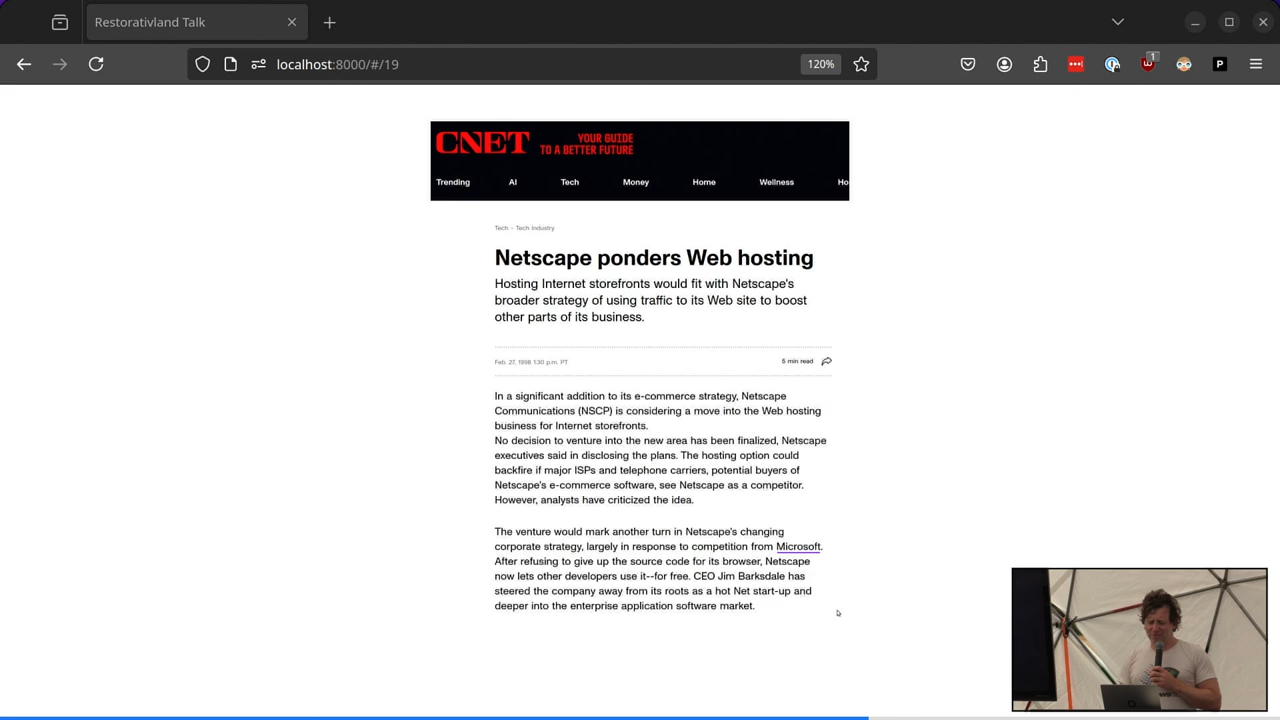 Restorativland Talk
localhost:8000/#/19
120%
1
P
CNET
YOUR GUIDE
TO A BETTER FUTURE
Trending AI Tech Money Home Wellness Ho
Tech - Tech Industry
Netscape ponders Web hosting
Hosting Internet storefronts would fit with Netscape's
broader strategy of using traffic to its Web site to boost
other parts of its business.
Feb. 27, 1998 1:30 p.m. PT
5 min read
In a significant addition to its e-commerce strategy, Netscape
Communications (NSCP) is considering a move into the Web hosting
business for Internet storefronts.
No decision to venture into the new area has been finalized, Netscape
executives said in disclosing the plans. The hosting option could
backfire if major ISPs and telephone carriers, potential buyers of
Netscape's e-commerce software, see Netscape as a competitor.
However, analysts have criticized the idea.
The venture would mark another turn in Netscape's changing
corporate strategy, largely in response to competition from Microsoft.
After refusing to give up the source code for its browser, Netscape
now lets other developers use it--for free. CEO Jim Barksdale has
steered the company away from its roots as a hot Net start-up and
deeper into the enterprise application software market.